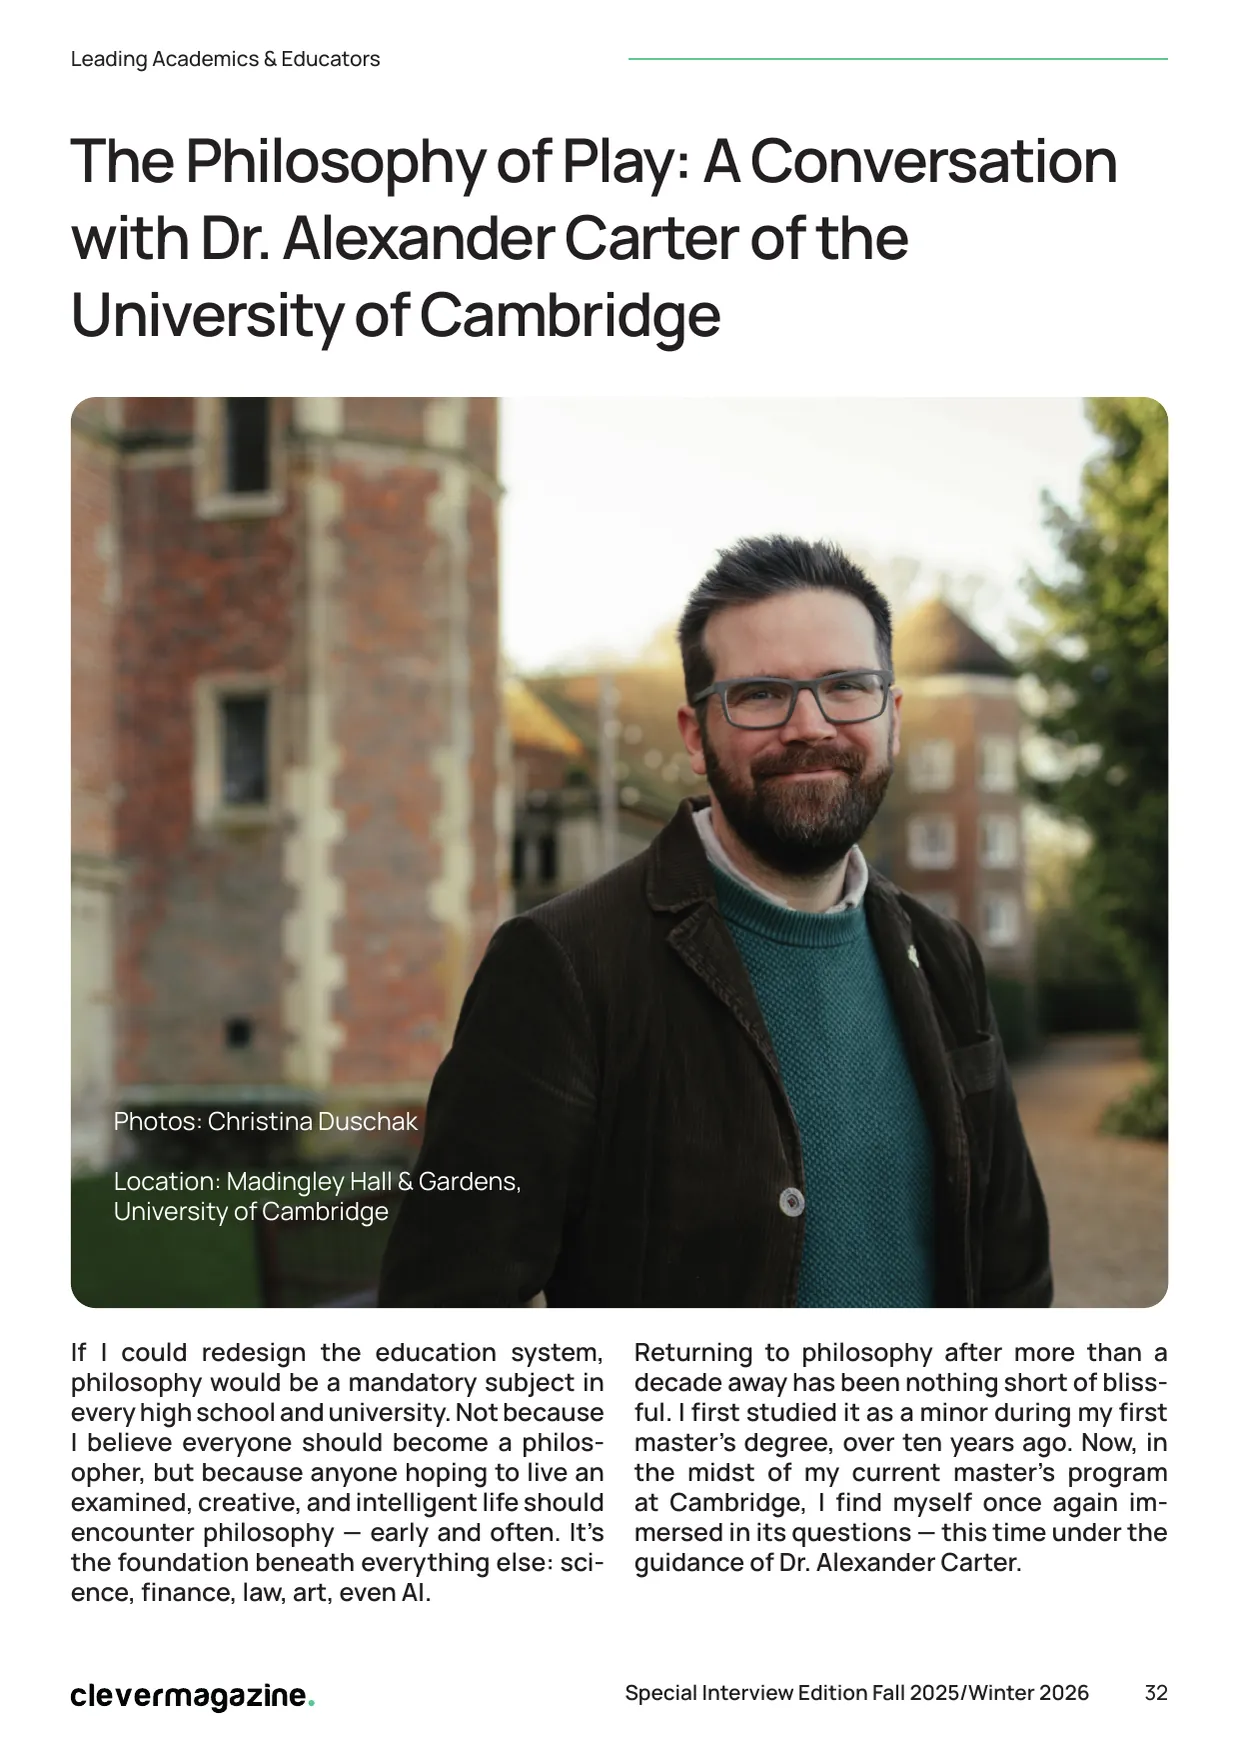 Leading Academics & Educators
The Philosophy of Play: A Conversation
with Dr. Alexander Carter of the
University of Cambridge
Photos: Christina Duschak
Location: Madingley Hall & Gardens,
University of Cambridge
If I could redesign the education system,
philosophy would be a mandatory subject in
every high school and university. Not because
I believe everyone should become a philos-
opher, but because anyone hoping to live an
examined, creative, and intelligent life should
encounter philosophy — early and often. It’s
the foundation beneath everything else: sci-
ence, finance, law, art, even AI.
Returning to philosophy after more than a
decade away has been nothing short of bliss-
ful. I first studied it as a minor during my first
master’s degree, over ten years ago. Now, in
the midst of my current master’s program
at Cambridge, I find myself once again im-
mersed in its questions — this time under the
guidance of Dr. Alexander Carter.
clevermagazine.
Special Interview Edition Fall 2025/Winter 2026 32